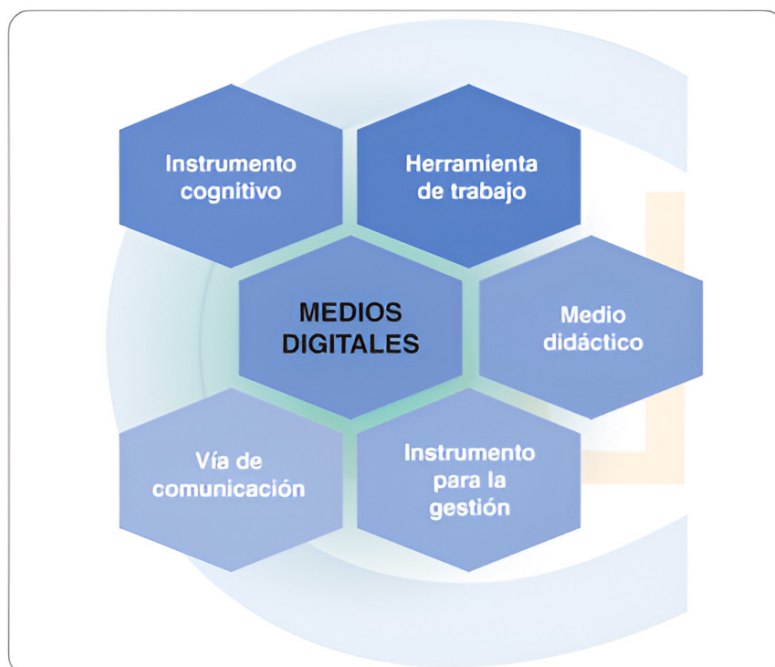 Instrumento
cognitivo
Herramienta
de trabajo
MEDIOS
DIGITALES
Medio
didáctico
Vía de
comunicación
Instrumento
para la
gestión